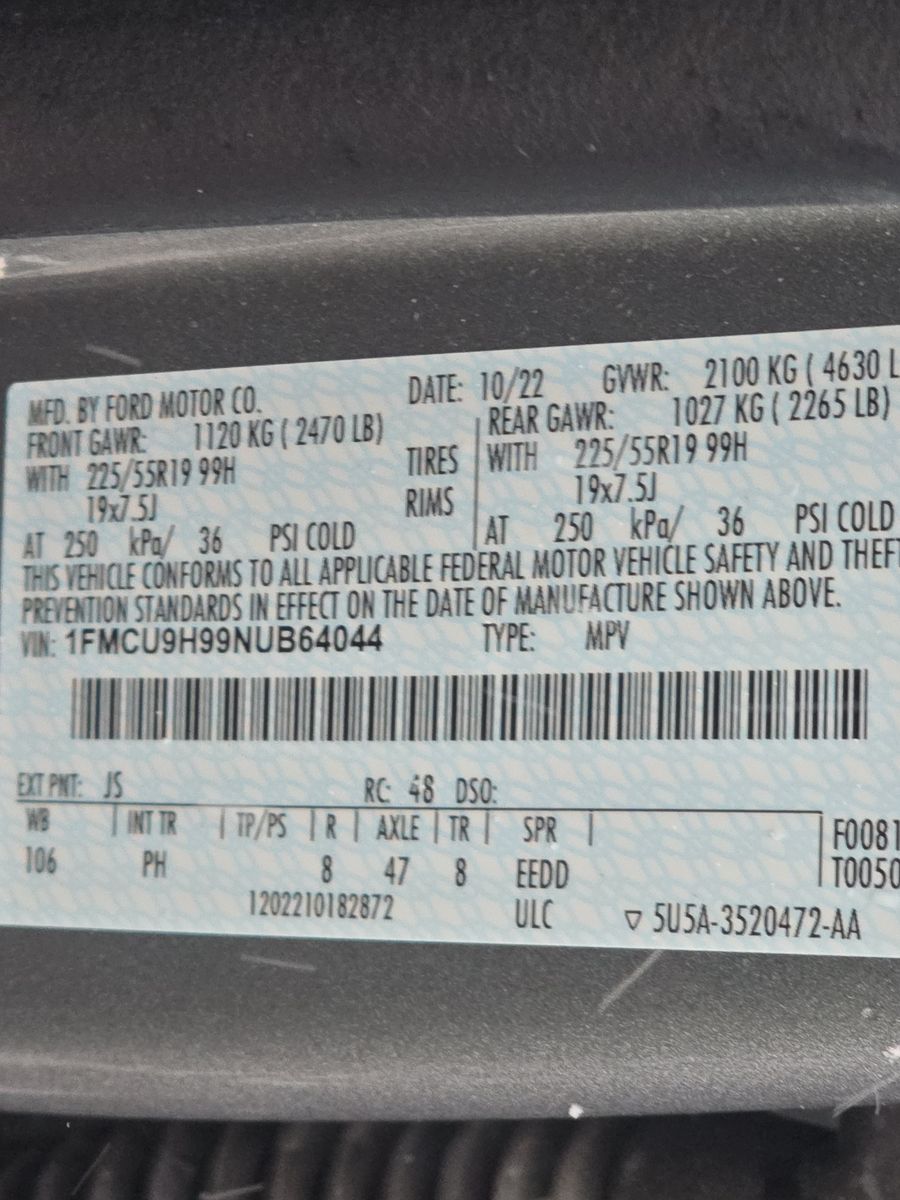 MFD. BY FORD MOTOR CO. DATE: 10/22 GVWR: 2100 KG ( 4630 L
FRONT GAWR: 1120 KG ( 2470 LB) REAR GAWR: 1027 KG ( 2265 LB)
WITH 225/55R19 99H TIRES WITH 225/55R19 99H
19x7.5J RIMS 19x7.5J
AT 250 kPa/ 36 PSI COLD AT 250 kPa/ 36 PSI COLD
THIS VEHICLE CONFORMS TO ALL APPLICABLE FEDERAL MOTOR VEHICLE SAFETY AND THEFT
PREVENTION STANDARDS IN EFFECT ON THE DATE OF MANUFACTURE SHOWN ABOVE.
VIN: 1FMCU9H99NUB64044 TYPE: MPV
EXT PNT: JS RC: 48 DSO:
WB INT TR TP/PS R AXLE TR SPR F0081
106 PH 8 47 8 EEDD T0050
1202210182872 ULC ▽ 5U5A-3520472-AA